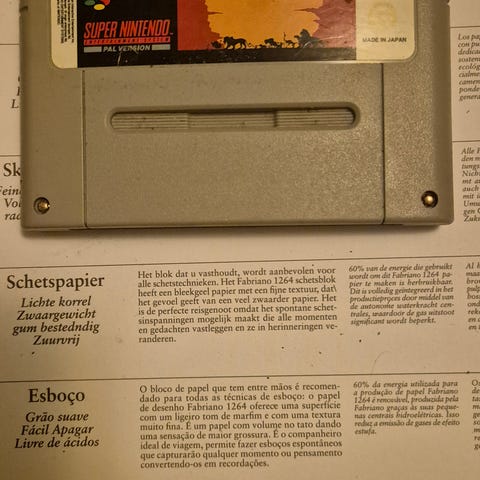 SUPER NINTENDO
ENTERTAINMENT SYSTEM
PAL VERSION
MADE IN JAPAN
Schetspapier
Lichte korrel
Zwaargewicht
gum bestedndig
Zuurvrij
Het blok dat u vasthoudt, wordt aanbevolen voor
alle schetstechnieken. Het Fabriano 1264 schetsblok
heeft een bleekgeel papier met een fijne textuur, dat\
het gevoel geeft van een veel zwaarder papier. Het
is de perfecte reisgenoot omdat het spontane schet-
sinspanningen mogelijk maakt die alle momenten
en gedachten vastleggen en ze in herinneringen ve-
randeren.
60% van de energie die gebruikt
wordt om dit Fabriano 1264 pa-
pier te maken is herbruikbaar.
Dit is volledig geïntegreerd in het
productieproces door middel van
de autonome waterkracht cen-
trales, waardoor de gas uitstoot
significant wordt beperkt.
Esboço
Grão suave
Fácil Apagar
Livre de ácidos
O bloco de papel que tem entre mãos é recomen-
dado para todas as técnicas de esboço: o papel
de desenho Fabriano 1264 oferece uma superfície
com um ligeiro tom de marfim e com uma textura
muito fina. É um papel com volume no tato dando
uma sensação de maior grossura. É o companheiro
ideal de viagem, permite fazer esboços espontâneos
que capturarão qualquer momento ou pensamento
convertendo-os em recordações.
60% da energia utilizada para
a produção de papel Fabriano
1264 é renovável, produzida pela
Fabriano graças às suas peque-
nas centrais hidroelétricas. Isso
reduz a emissão de gases de efeito
estufa.